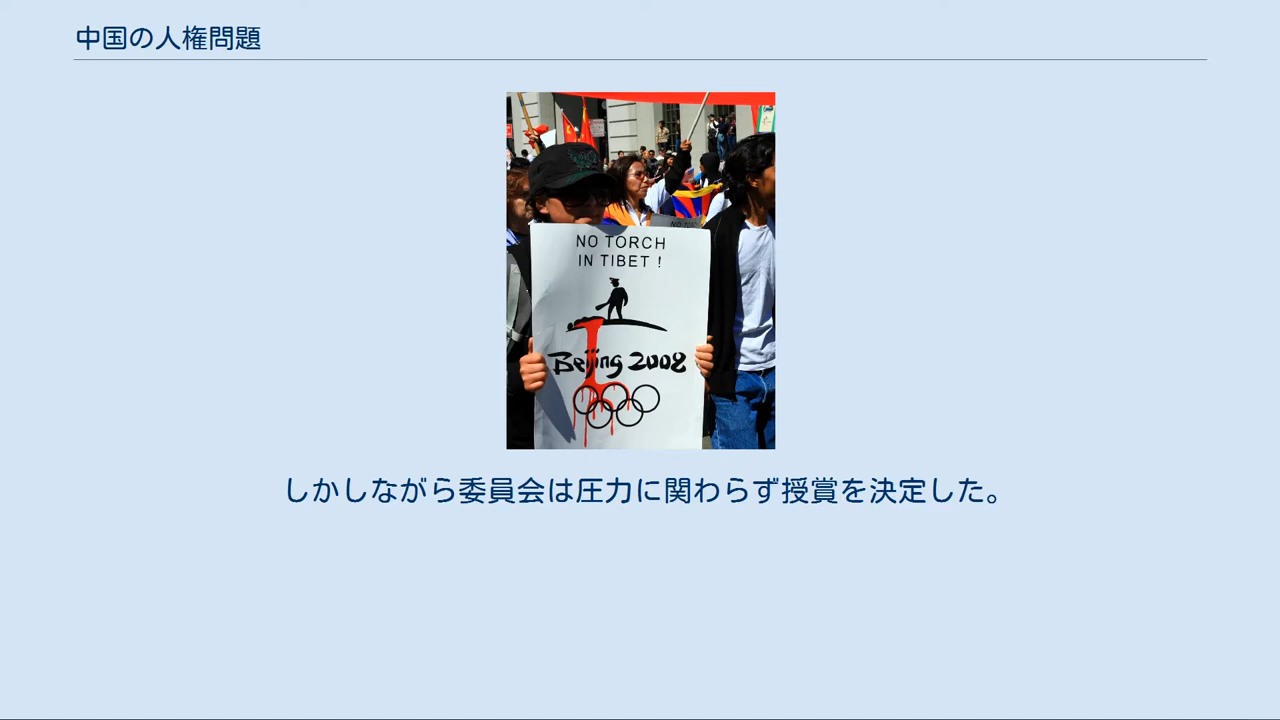 中国の人権問題
NO TORCH
IN TIBET !
Beijing 2008
しかしながら委員会は圧力に関わらず授賞を決定した。